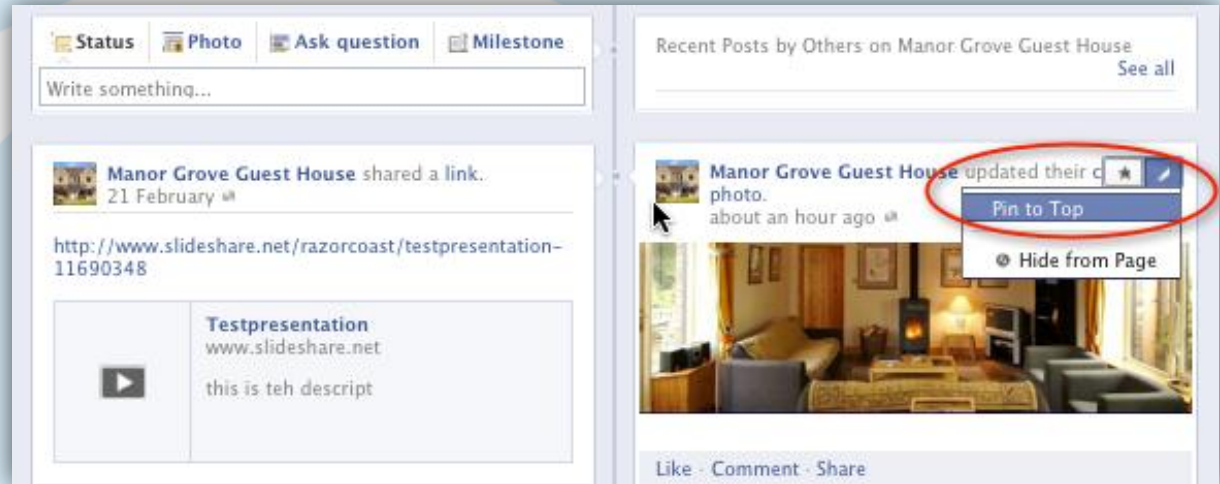 Status Photo Ask question Milestone
Write something...
Manor Grove Guest House shared a link.
21 February
http://www.slideshare.net/razorcoast/testpresentation-
11690348
Testpresentation
www.slideshare.net
this is teh descript
Recent Posts by Others on Manor Grove Guest House
See all
Manor Grove Guest House updated their c
photo.
about an hour ago
Pin to Top
Hide from Page
Like · Comment · Share